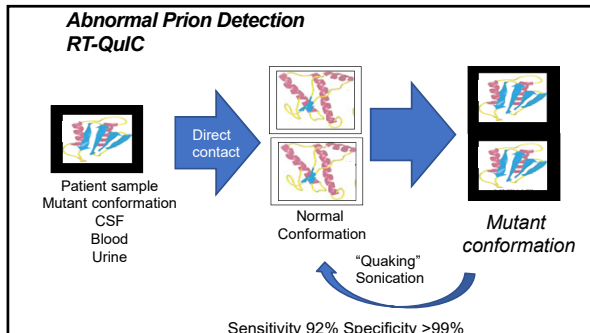 Abnormal Prion Detection
RT-QuIC
Direct
contact
Patient sample
Mutant conformation
CSF
Blood
Urine
Normal
Conformation
Mutant
conformation
“Quaking”
Sonication
Sensitivity 92% Specificity >99%